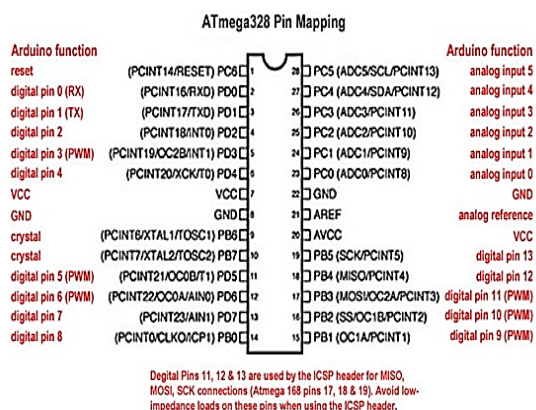 ATmega328 Pin Mapping
Arduino function Arduino function
reset (PCINT14/RESET) PC6 1 28 PC5 (ADC5/SCL/PCINT13) analog input 5
digital pin 0 (RX) (PCINT16/RXD) PD0 2 27 PC4 (ADC4/SDA/PCINT12) analog input 4
digital pin 1 (TX) (PCINT17/TXD) PD1 3 26 PC3 (ADC3/PCINT11) analog input 3
digital pin 2 (PCINT18/INT0) PD2 4 25 PC2 (ADC2/PCINT10) analog input 2
digital pin 3 (PWM) (PCINT19/OC2B/INT1) PD3 5 24 PC1 (ADC1/PCINT9) analog input 1
digital pin 4 (PCINT20/XCK/T0) PD4 6 23 PC0 (ADC0/PCINT8) analog input 0
VCC VCC 7 22 GND GND
GND GND 8 21 AREF analog reference
crystal (PCINT6/XTAL1/TOSC1) PB6 9 20 AVCC VCC
crystal (PCINT7/XTAL2/TOSC2) PB7 10 19 PB5 (SCK/PCINT5) digital pin 13
digital pin 5 (PWM) (PCINT21/OC0B/T1) PD5 11 18 PB4 (MISO/PCINT4) digital pin 12
digital pin 6 (PWM) (PCINT22/OC0A/AIN0) PD6 12 17 PB3 (MOSI/OC2A/PCINT3) digital pin 11 (PWM)
digital pin 7 (PCINT23/AIN1) PD7 13 16 PB2 (SS/OC1B/PCINT2) digital pin 10 (PWM)
digital pin 8 (PCINT0/CLKO/ICP1) PB0 14 15 PB1 (OC1A/PCINT1) digital pin 9 (PWM)
Degital Pins 11, 12 & 13 are used by the ICSP header for MISO,
MOSI, SCK connections (Atmega 168 pins 17, 18 & 19). Avoid low-
impedance loads on these pins when using the ICSP header.